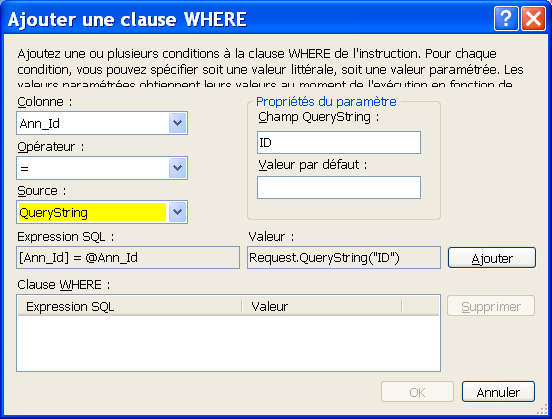 Ajouter une clause WHERE
Ajoutez une ou plusieurs conditions à la clause WHERE de l'instruction. Pour chaque
condition, vous pouvez spécifier soit une valeur littérale, soit une valeur paramétrée. Les
valeurs paramétrées obtiennent leurs valeurs au moment de l'exécution en fonction de
Colonne :
Ann_Id
Opérateur :
=
Source :
QueryString
Propriétés du paramètre
Champ QueryString :
ID
Valeur par défaut :
Expression SQL :
[Ann_Id] = @Ann_Id
Valeur :
Request.QueryString("ID")
Ajouter
Clause WHERE :
Expression SQL Valeur
Supprimer
OK Annuler